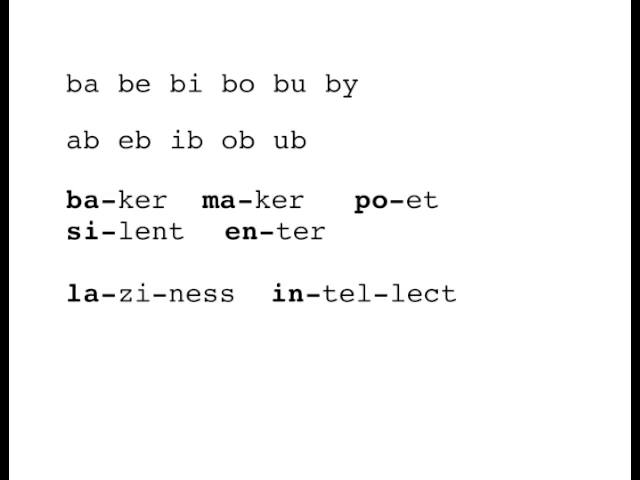 ba be bi bo bu by
ab eb ib ob ub
ba-ker ma-ker po-et
si-lent en-ter
la-zi-ness in-tel-lect